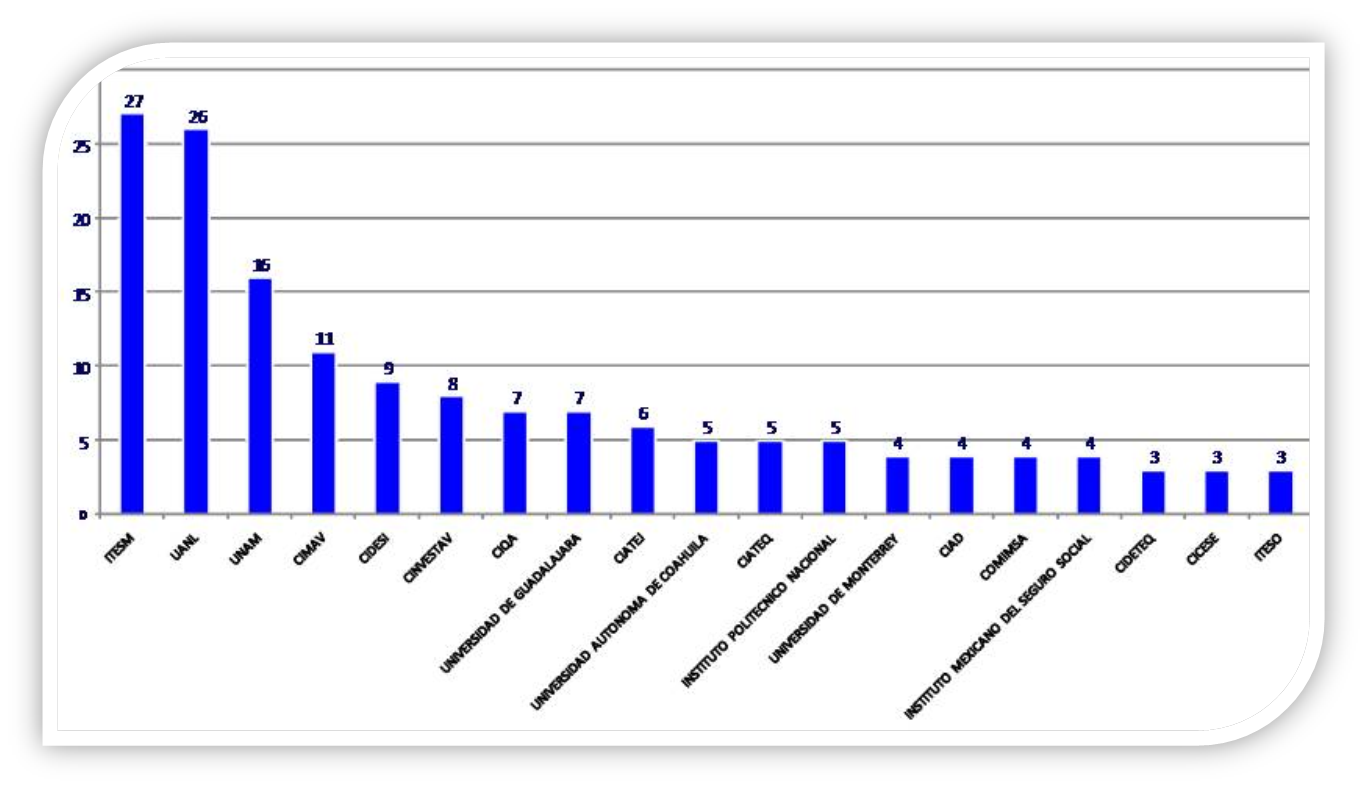 27
26
16
11
9
8
7
7
6
5
5
5
4
4
4
4
3
3
3
25
20
15
10
5
0
ITESM
UANL
UNAM
CIMAV
CIDESI
CINVESTAV
CIQA
UNIVERSIDAD DE GUADALAJARA
CIATEJ
UNIVERSIDAD AUTONOMA DE COAHUILA
CIATEQ
INSTITUTO POLITECNICO NACIONAL
UNIVERSIDAD DE MONTERREY
CIAD
COMIMSA
INSTITUTO MEXICANO DEL SEGURO SOCIAL
CIDETEQ
CICESE
ITESO